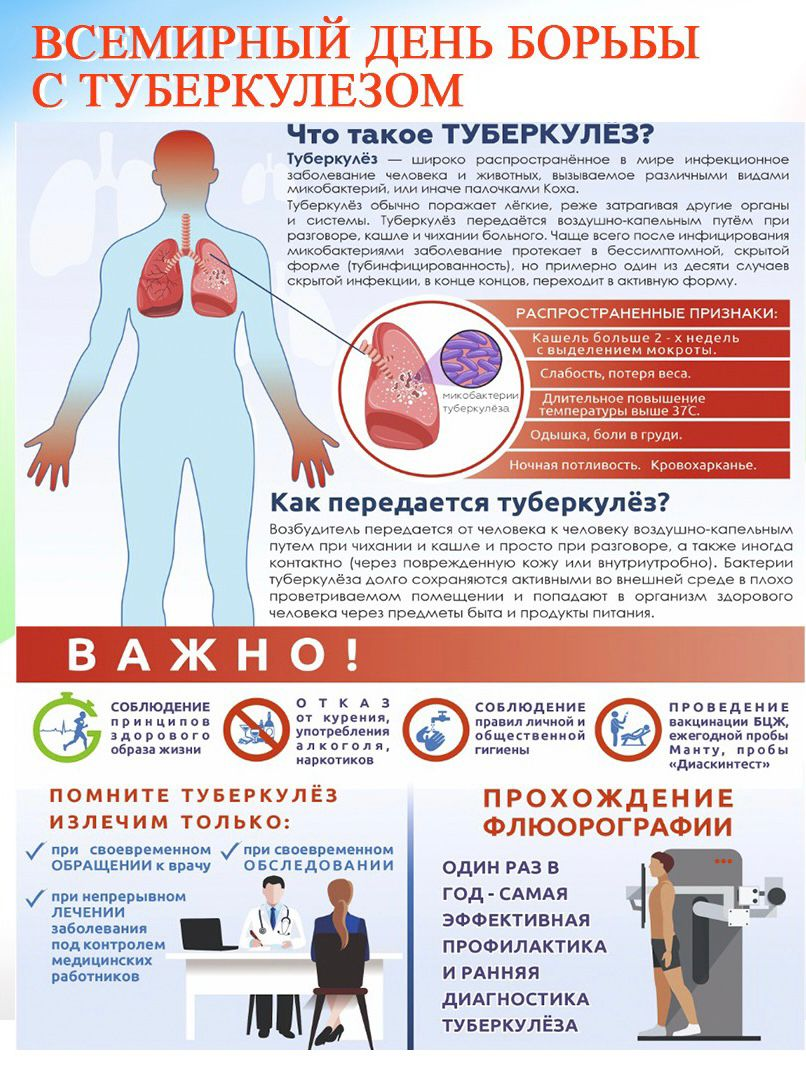 ВСЕМИРНЫЙ ДЕНЬ БОРЬБЫ
С ТУБЕРКУЛЕЗОМ
Что такое ТУБЕРКУЛЁЗ?
Туберкулёз — широко распространённое в мире инфекционное
заболевание человека и животных, вызываемое различными видами
микобактерий, или иначе палочками Коха.
Туберкулёз обычно поражает лёгкие, реже затрагивая другие органы
и системы. Туберкулёз передаётся воздушно-капельным путём при
разговоре, кашле и чихании больного. Чаще всего после инфицирования
микобактериями заболевание протекает в бессимптомной, скрытой
форме (тубинфицированность), но примерно один из десяти случаев
скрытой инфекции, в конце концов, переходит в активную форму.
РАСПРОСТРАНЕННЫЕ ПРИЗНАКИ:
Кашель больше 2 - х недель
с выделением мокроты.
Слабость, потеря веса.
Длительное повышение
температуры выше 37°С.
Одышка, боли в груди.
Ночная потливость. Кровохарканье.
микобактерии
туберкулёза
Как передается туберкулёз?
Возбудитель передается от человека к человеку воздушно-капельным
путем при чихании и кашле и просто при разговоре, а также иногда
контактно (через поврежденную кожу или внутриутробно). Бактерии
туберкулёза долго сохраняются активными во внешней среде в плохо
проветриваемом помещении и попадают в организм здорового
человека через предметы быта и продукты питания.
ВАЖНО!
СОБЛЮДЕНИЕ
принципов
здорового
образа жизни
ОТКАЗ
от курения,
употребления
алкоголя,
наркотиков
СОБЛЮДЕНИЕ
правил личной и
общественной
гигиены
ПРОВЕДЕНИЕ
вакцинации БЦЖ,
ежегодной пробы
Манту, пробы
«Диаскинтест»
ПОМНИТЕ ТУБЕРКУЛЁЗ
ИЗЛЕЧИМ ТОЛЬКО:
при своевременном
ОБРАЩЕНИИ к врачу
при своевременном
ОБСЛЕДОВАНИИ
при непрерывном
ЛЕЧЕНИИ
заболевания
под контролем
медицинских
работников
ПРОХОЖДЕНИЕ
ФЛЮОРОГРАФИИ
ОДИН РАЗ В
ГОД - САМАЯ
ЭФФЕКТИВНАЯ
ПРОФИЛАКТИКА
И РАННЯЯ
ДИАГНОСТИКА
ТУБЕРКУЛЁЗА